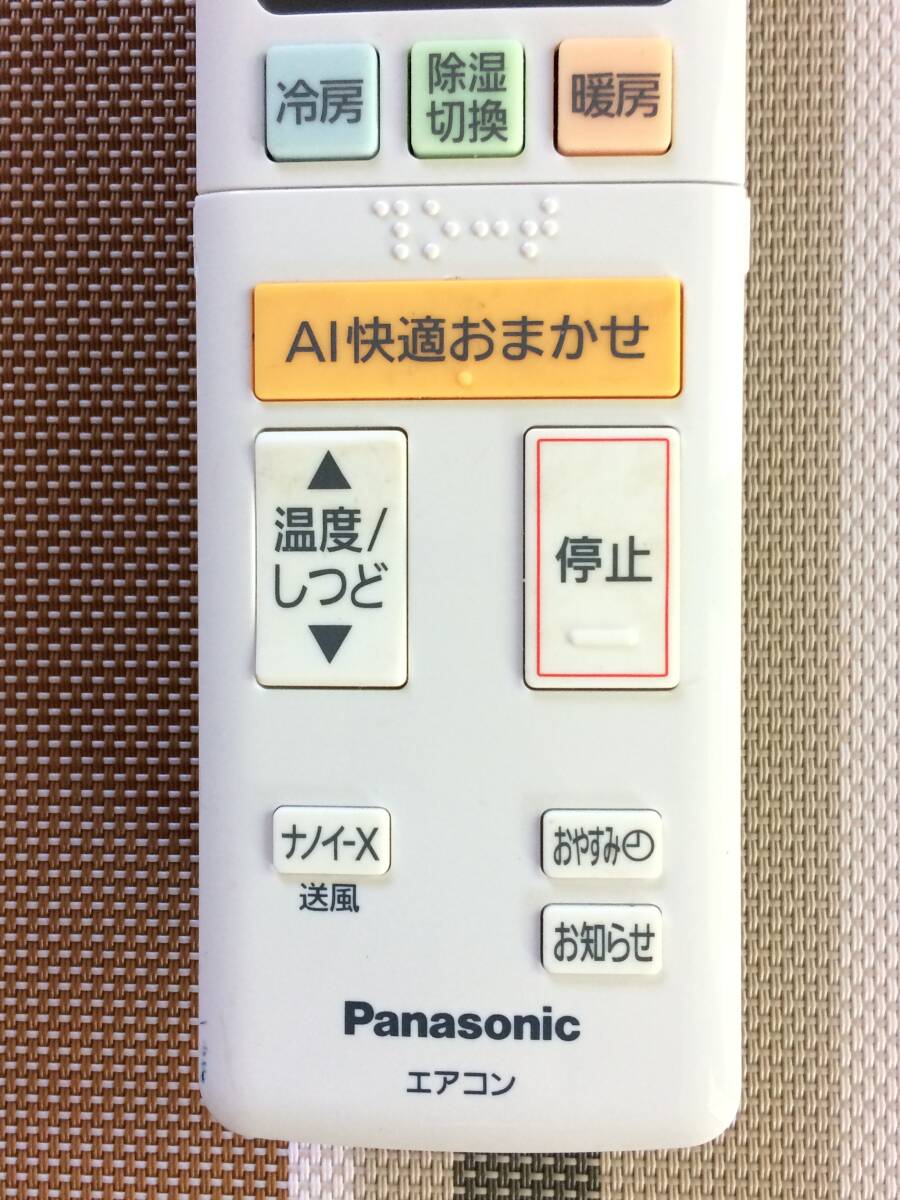 冷房
除湿
切換
暖房
AI快適おまかせ
▲
温度/
しつど
▼
停止
ナノイーX
送風
おやすみ
お知らせ
Panasonic
エアコン